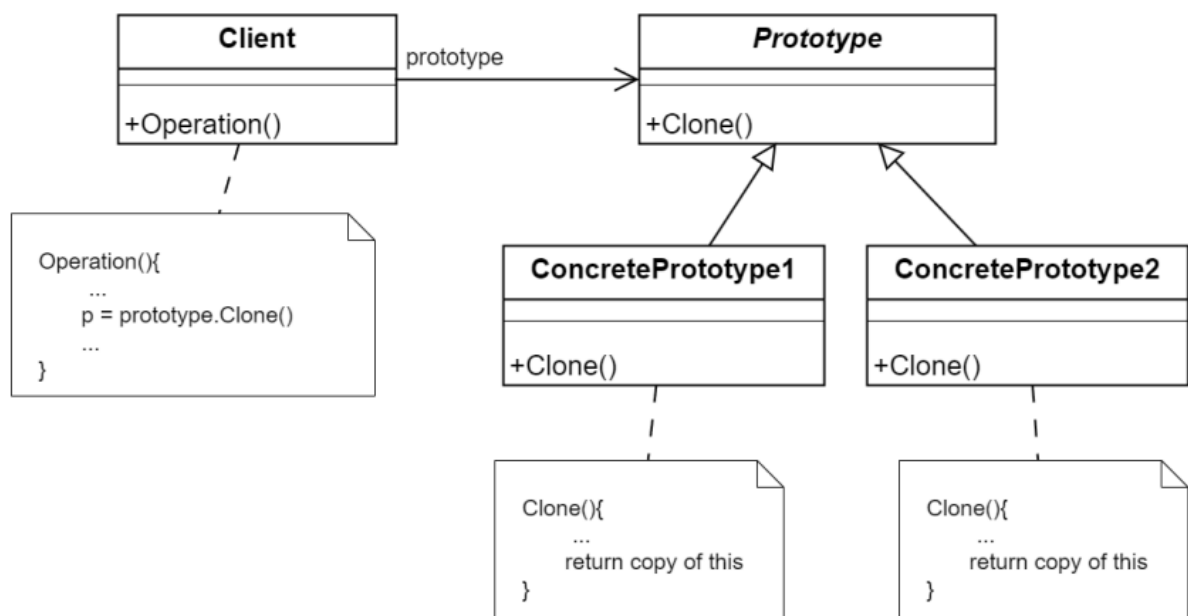 Client
+Operation()
prototype
Prototype
+Clone()
Operation(){
...
p = prototype.Clone()
...
}
ConcretePrototype1
+Clone()
ConcretePrototype2
+Clone()
Clone(){
...
return copy of this
}
Clone(){
...
return copy of this
}